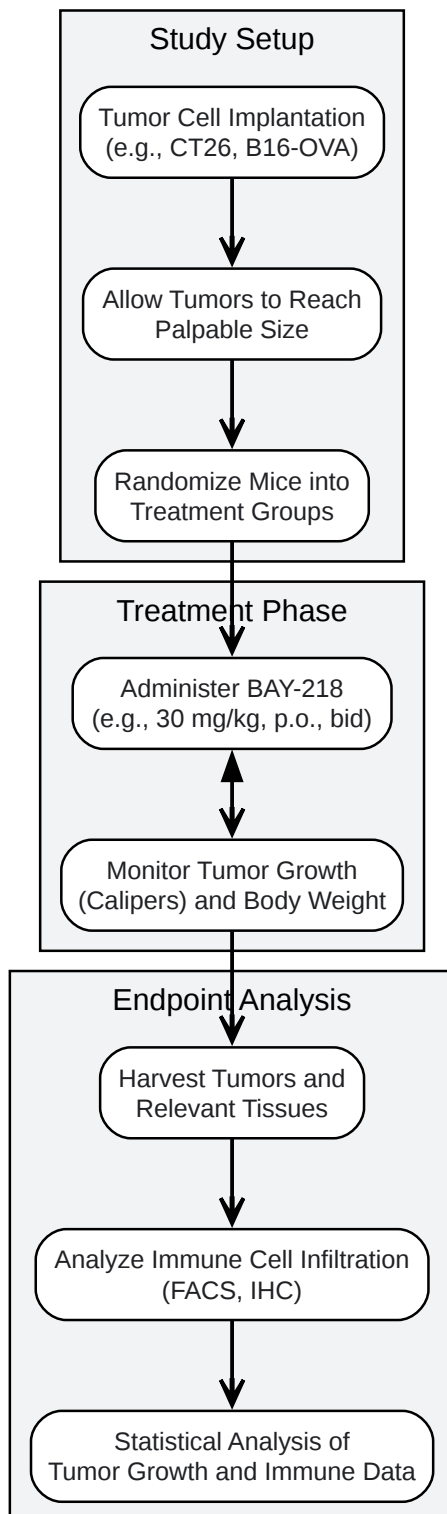 Study Setup
Tumor Cell Implantation
(e.g., CT26, B16-OVA)
Allow Tumors to Reach
Palpable Size
Randomize Mice into
Treatment Groups
Treatment Phase
Administer BAY-218
(e.g., 30 mg/kg, p.o., bid)
Monitor Tumor Growth
(Calipers) and Body Weight
Endpoint Analysis
Harvest Tumors and
Relevant Tissues
Analyze Immune Cell Infiltration
(FACS, IHC)
Statistical Analysis of
Tumor Growth and Immune Data